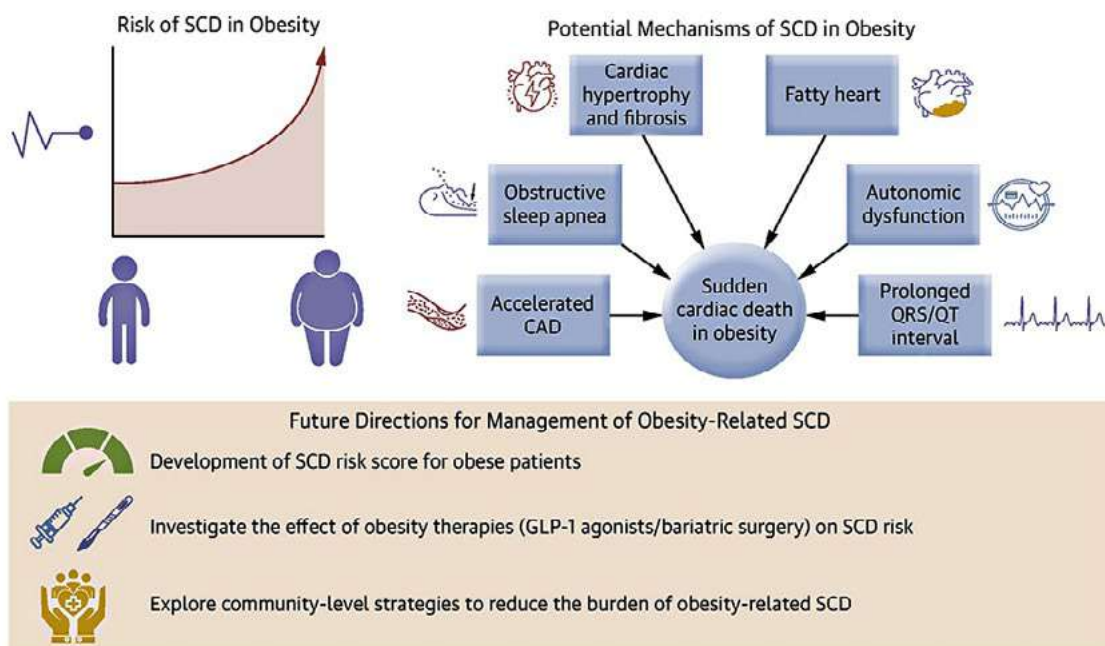 Risk of SCD in Obesity
Potential Mechanisms of SCD in Obesity
Cardiac
hypertrophy
and fibrosis
Fatty heart
Obstructive
sleep apnea
Autonomic
dysfunction
Accelerated
CAD
Sudden
cardiac death
in obesity
Prolonged
QRS/QT
interval
Future Directions for Management of Obesity-Related SCD
Development of SCD risk score for obese patients
Investigate the effect of obesity therapies (GLP-1 agonists/bariatric surgery) on SCD risk
Explore community-level strategies to reduce the burden of obesity-related SCD